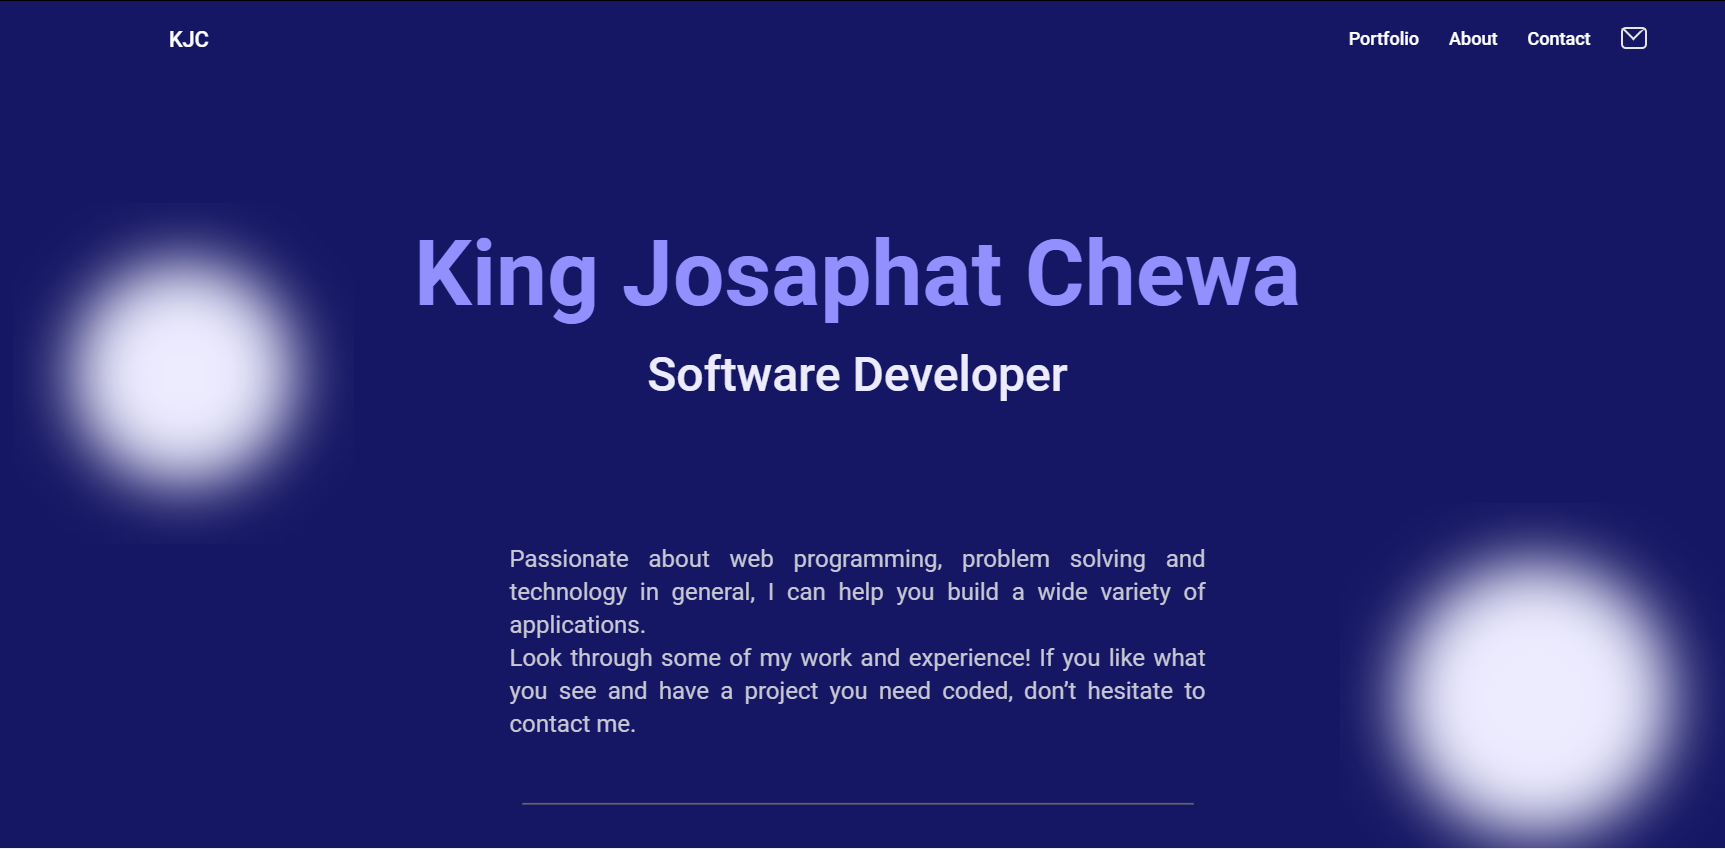 KJC
Portfolio About Contact
King Josaphat Chewa
Software Developer
Passionate about web programming, problem solving and
technology in general, I can help you build a wide variety of
applications.
Look through some of my work and experience! If you like what
you see and have a project you need coded, don’t hesitate to
contact me.